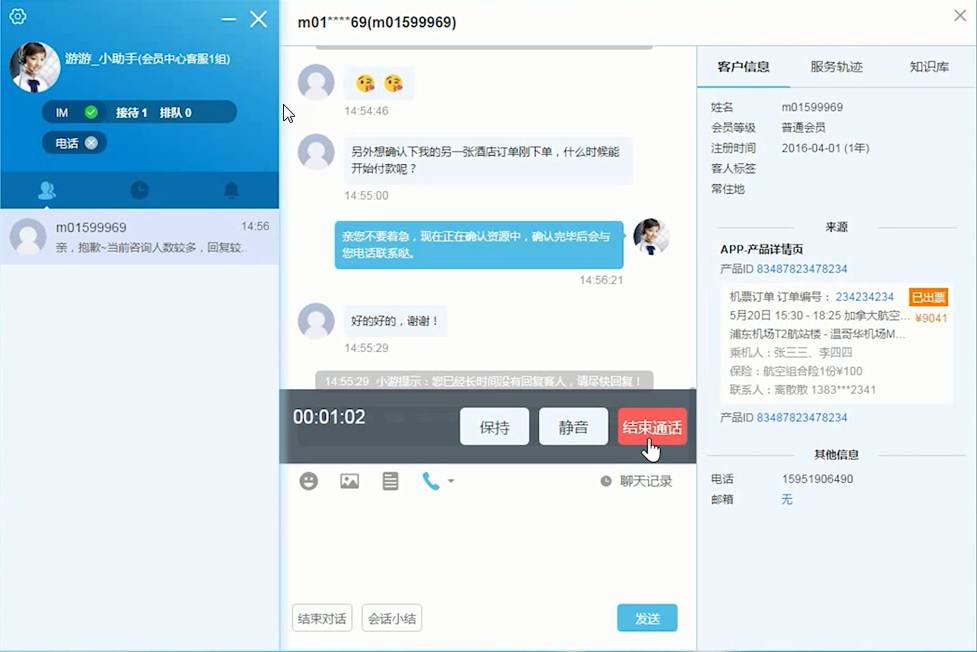 游游_小助手(会员中心客服1组)
IM 接待 1 排队 0
电话
m01599969 14:56
亲，抱歉~当前咨询人数较多，回复较..
m01****69(m01599969)
14:54:46
另外想确认下我的另一张酒店订单刚下单，什么时候能
开始付款呢？
14:55:00
亲您不要着急，现在正在确认资源中，确认完毕后会与
您电话联系哒。
14:56:21
好的好的，谢谢！
14:55:29
14:55:29 小游提示：您已经长时间没有回复客人，请尽快回复！
00:01:02
保持 静音 结束通话
聊天记录
结束对话 会话小结 发送
客户信息 服务轨迹 知识库
姓名 m01599969
会员等级 普通会员
注册时间 2016-04-01 (1年)
客人标签
常住地
来源
APP-产品详情页
产品ID 83487823478234
机票订单 订单编号： 234234234 已出票
5月20日 15:30 - 18:25 加拿大航空... ¥9041
浦东机场T2航站楼 - 温哥华机场M...
乘机人：张三三、李四四
保险：航空组合险1份¥100
联系人：离散散 1383***2341
产品ID 83487823478234
其他信息
电话 15951906490
邮箱 无